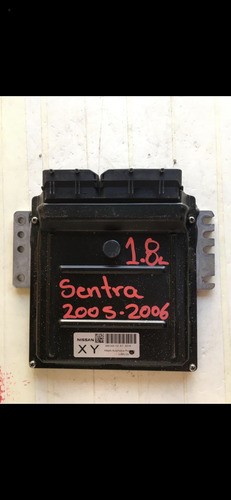 1.8L
Sentra
2005-2006
NISSAN
XY